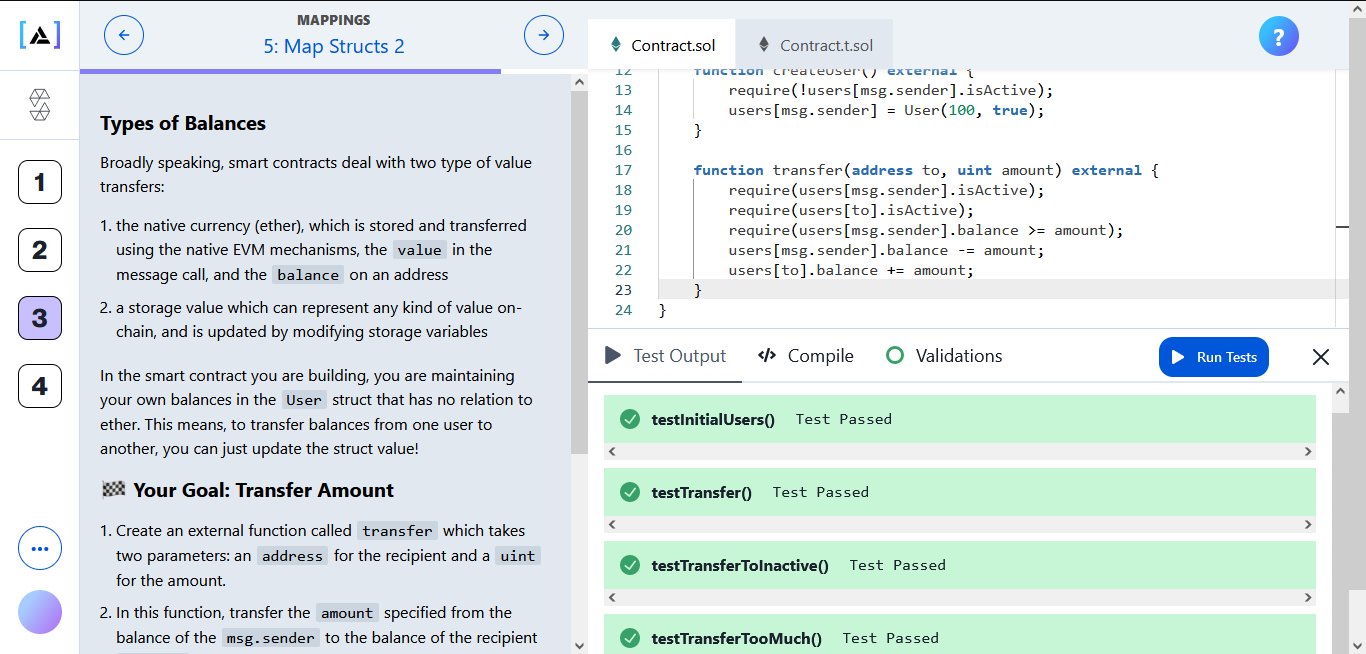 MAPPINGS
5: Map Structs 2
1
2
3
4
Types of Balances
Broadly speaking, smart contracts deal with two type of value
transfers:
1. the native currency (ether), which is stored and transferred
using the native EVM mechanisms, the value in the
message call, and the balance on an address
2. a storage value which can represent any kind of value on-
chain, and is updated by modifying storage variables
In the smart contract you are building, you are maintaining
your own balances in the User struct that has no relation to
ether. This means, to transfer balances from one user to
another, you can just update the struct value!
Your Goal: Transfer Amount
1. Create an external function called transfer which takes
two parameters: an address for the recipient and a uint
for the amount.
2. In this function, transfer the amount specified from the
balance of the msg.sender to the balance of the recipient
Contract.sol
Contract.t.sol
?
12 function createUser() external {
13 require(!users[msg.sender].isActive);
14 users[msg.sender] = User(100, true);
15 }
16
17 function transfer(address to, uint amount) external {
18 require(users[msg.sender].isActive);
19 require(users[to].isActive);
20 require(users[msg.sender].balance >= amount);
21 users[msg.sender].balance -= amount;
22 users[to].balance += amount;
23 }
24 }
Test Output
Compile
Validations
Run Tests
testInitialUsers() Test Passed
testTransfer() Test Passed
testTransferToInactive() Test Passed
testTransferTooMuch() Test Passed